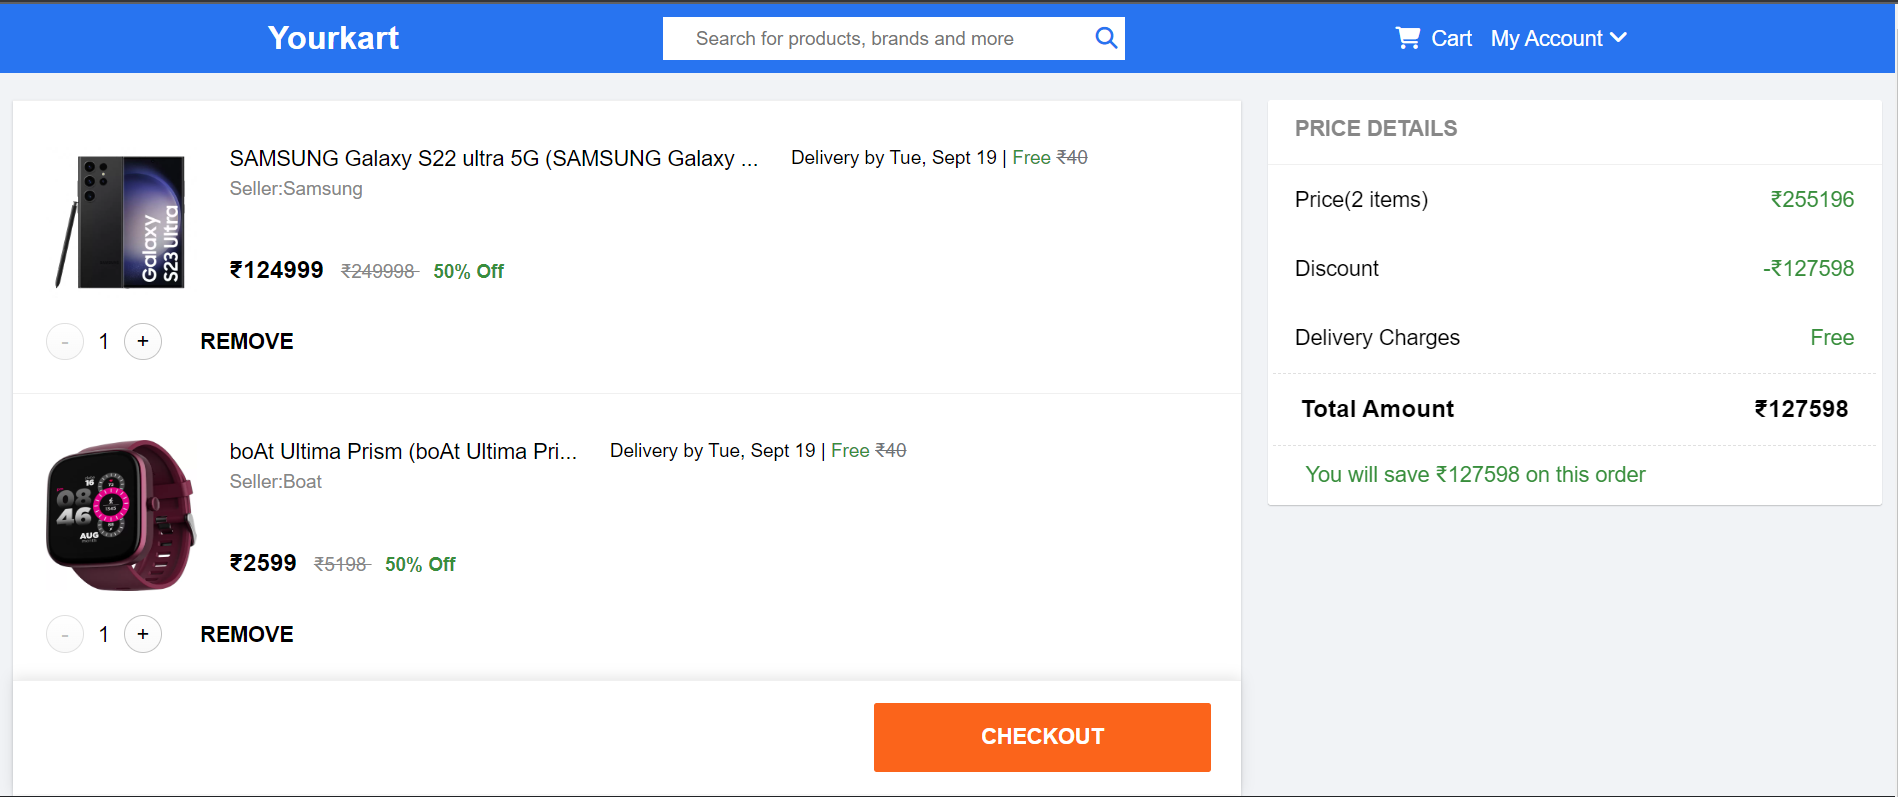 Yourkart
Search for products, brands and more
Cart
My Account
SAMSUNG Galaxy S22 ultra 5G (SAMSUNG Galaxy ...
Delivery by Tue, Sept 19 | Free ₹40
Seller:Samsung
Galaxy
S23 Ultra
₹124999 ₹249998 50% Off
- 1 + REMOVE
boAt Ultima Prism (boAt Ultima Pri...
Delivery by Tue, Sept 19 | Free ₹40
Seller:Boat
16
08
46
AUG
₹2599 ₹5198 50% Off
- 1 + REMOVE
CHECKOUT
PRICE DETAILS
Price(2 items) ₹255196
Discount -₹127598
Delivery Charges Free
Total Amount ₹127598
You will save ₹127598 on this order